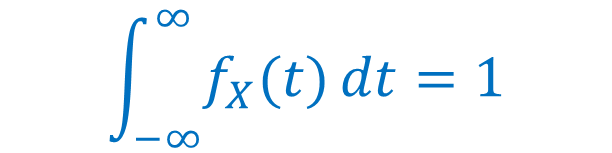 ∫_{-∞}^{∞} f_X(t) dt = 1